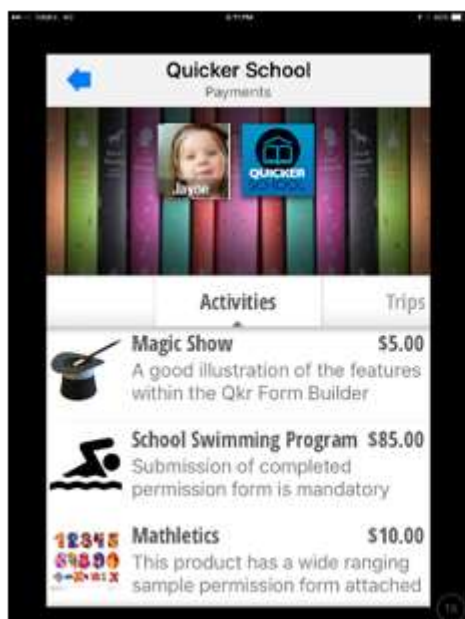 Quicker School
Payments
Jayne
QUICKER
SCHOOL
Activities
Trips
Magic Show $5.00
A good illustration of the features
within the Qkr Form Builder
School Swimming Program $85.00
Submission of completed
permission form is mandatory
Mathletics $10.00
This product has a wide ranging
sample permission form attached